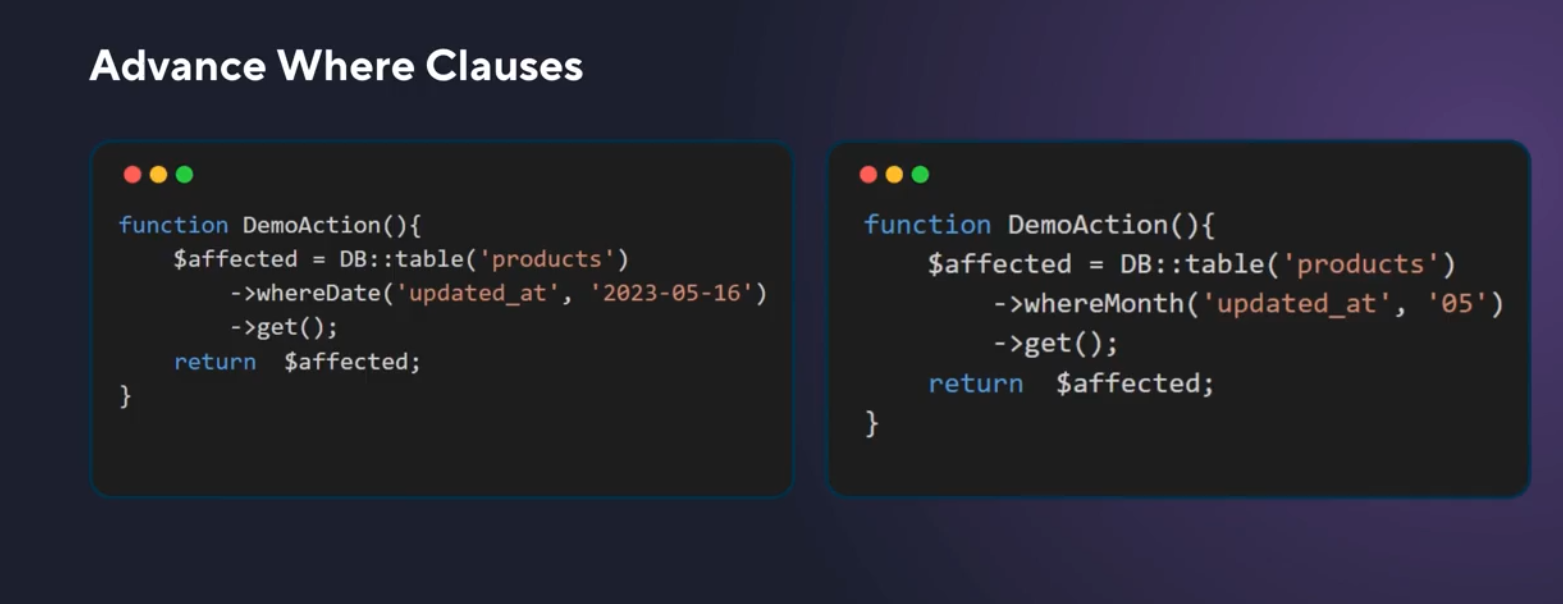 Advance Where Clauses
function DemoAction(){
$affected = DB::table('products')
->whereDate('updated_at', '2023-05-16')
->get();
return  $affected;
}
function DemoAction(){
$affected = DB::table('products')
->whereMonth('updated_at', '05')
->get();
return  $affected;
}